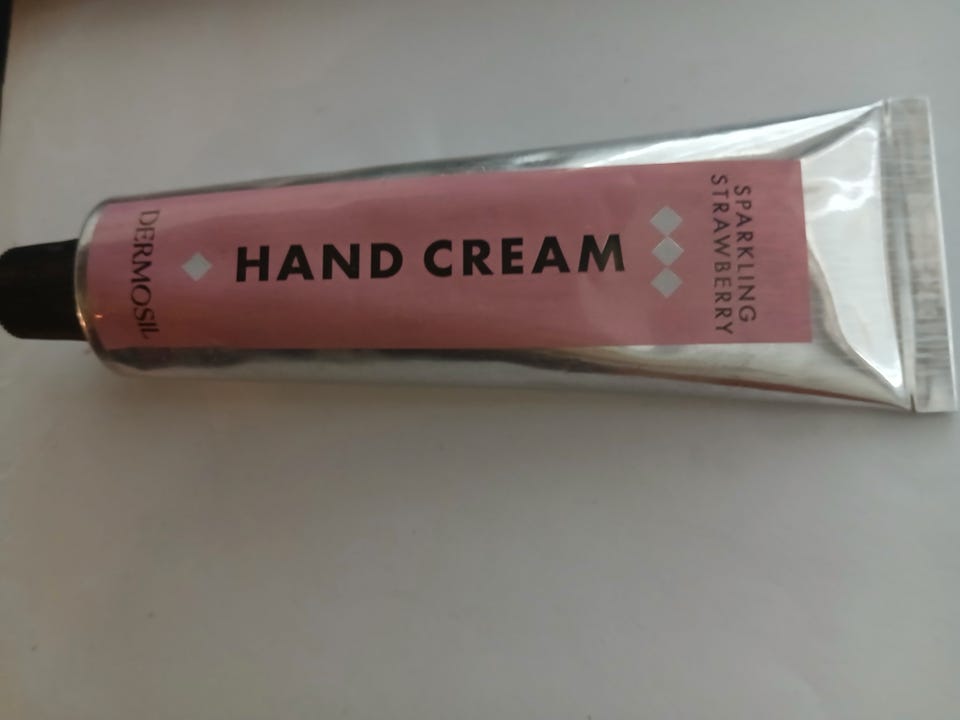 SPARKLING
STRAWBERRY
HAND CREAM
DERMOSIL